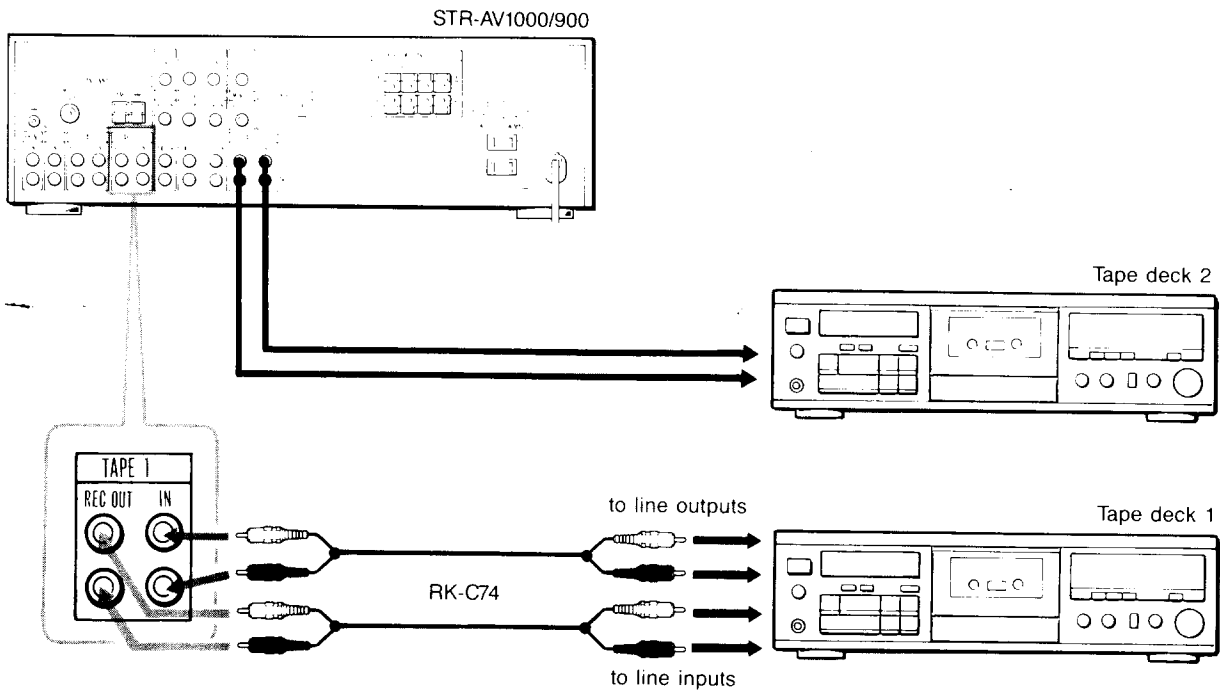 STR-AV1000/900
Tape deck 2
TAPE 1
REC OUT IN
to line outputs
Tape deck 1
RK-C74
to line inputs